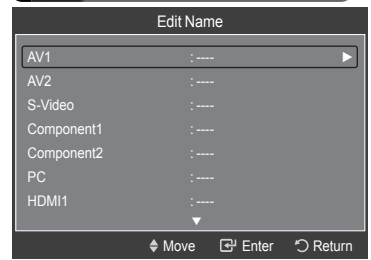 Edit Name
AV1 : ---- ▶
AV2 : ----
S-Video : ----
Component1 : ----
Component2 : ----
PC : ----
HDMI1 : ----
▼
Move Enter Return